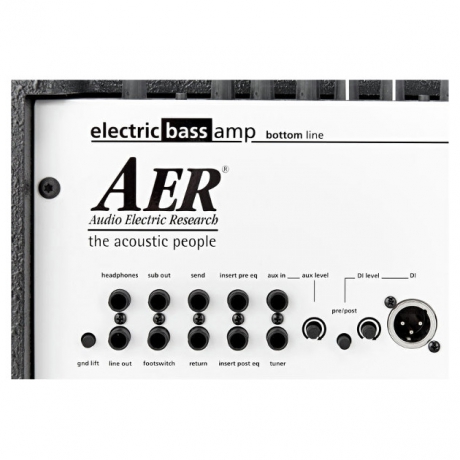 electric bass amp bottom line
AER®
Audio Electric Research
the acoustic people
headphones sub out send insert pre eq aux in aux level DI level DI
pre/post
gnd lift line out footswitch return insert post eq tuner